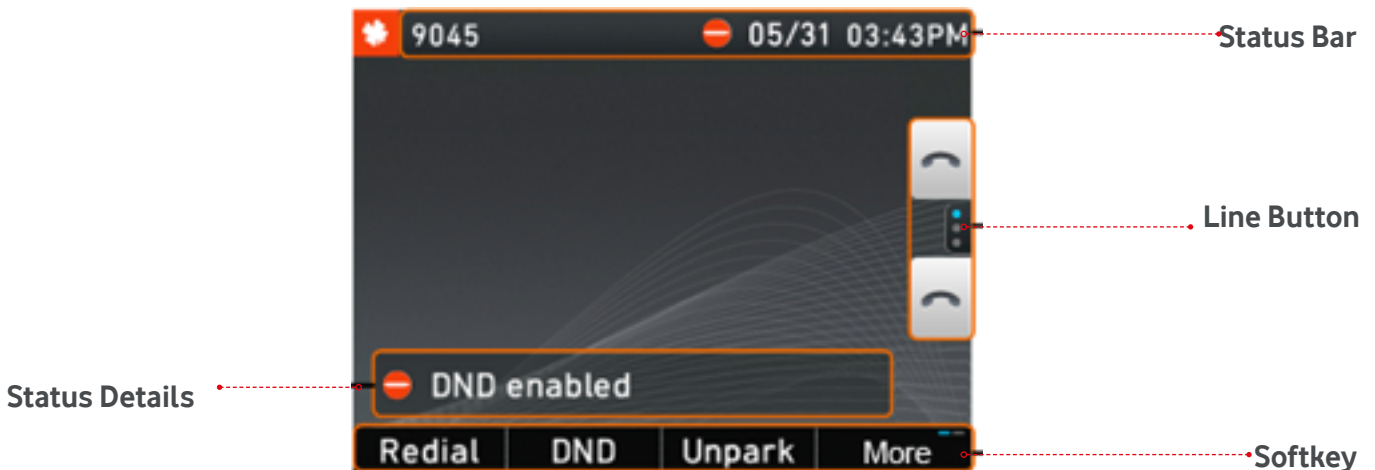 9045 05/31 03:43PM
Status Bar
Line Button
DND enabled
Status Details
Redial DND Unpark More
Softkey